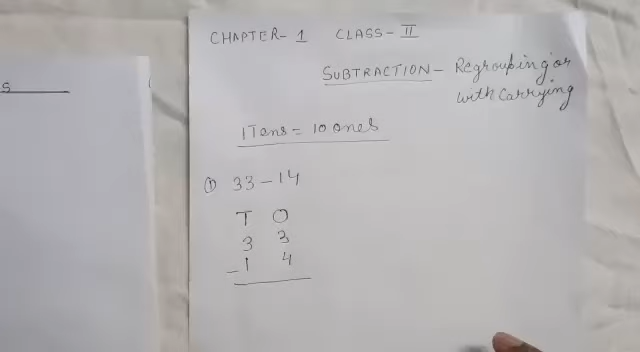 S
CHAPTER- 1 CLASS- II
SUBTRACTION- Regrouping or
with Carrying
1 Tens = 10 ones
① 33-14
T O
3 3
-1 4